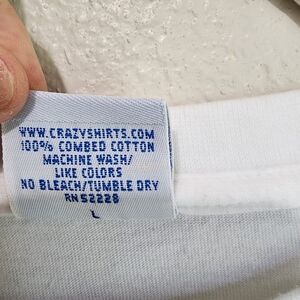 WWW.CRAZYSHIRTS.COM
100% COMBED COTTON
MACHINE WASH/
LIKE COLORS
NO BLEACH/TUMBLE DRY
RN52228
L